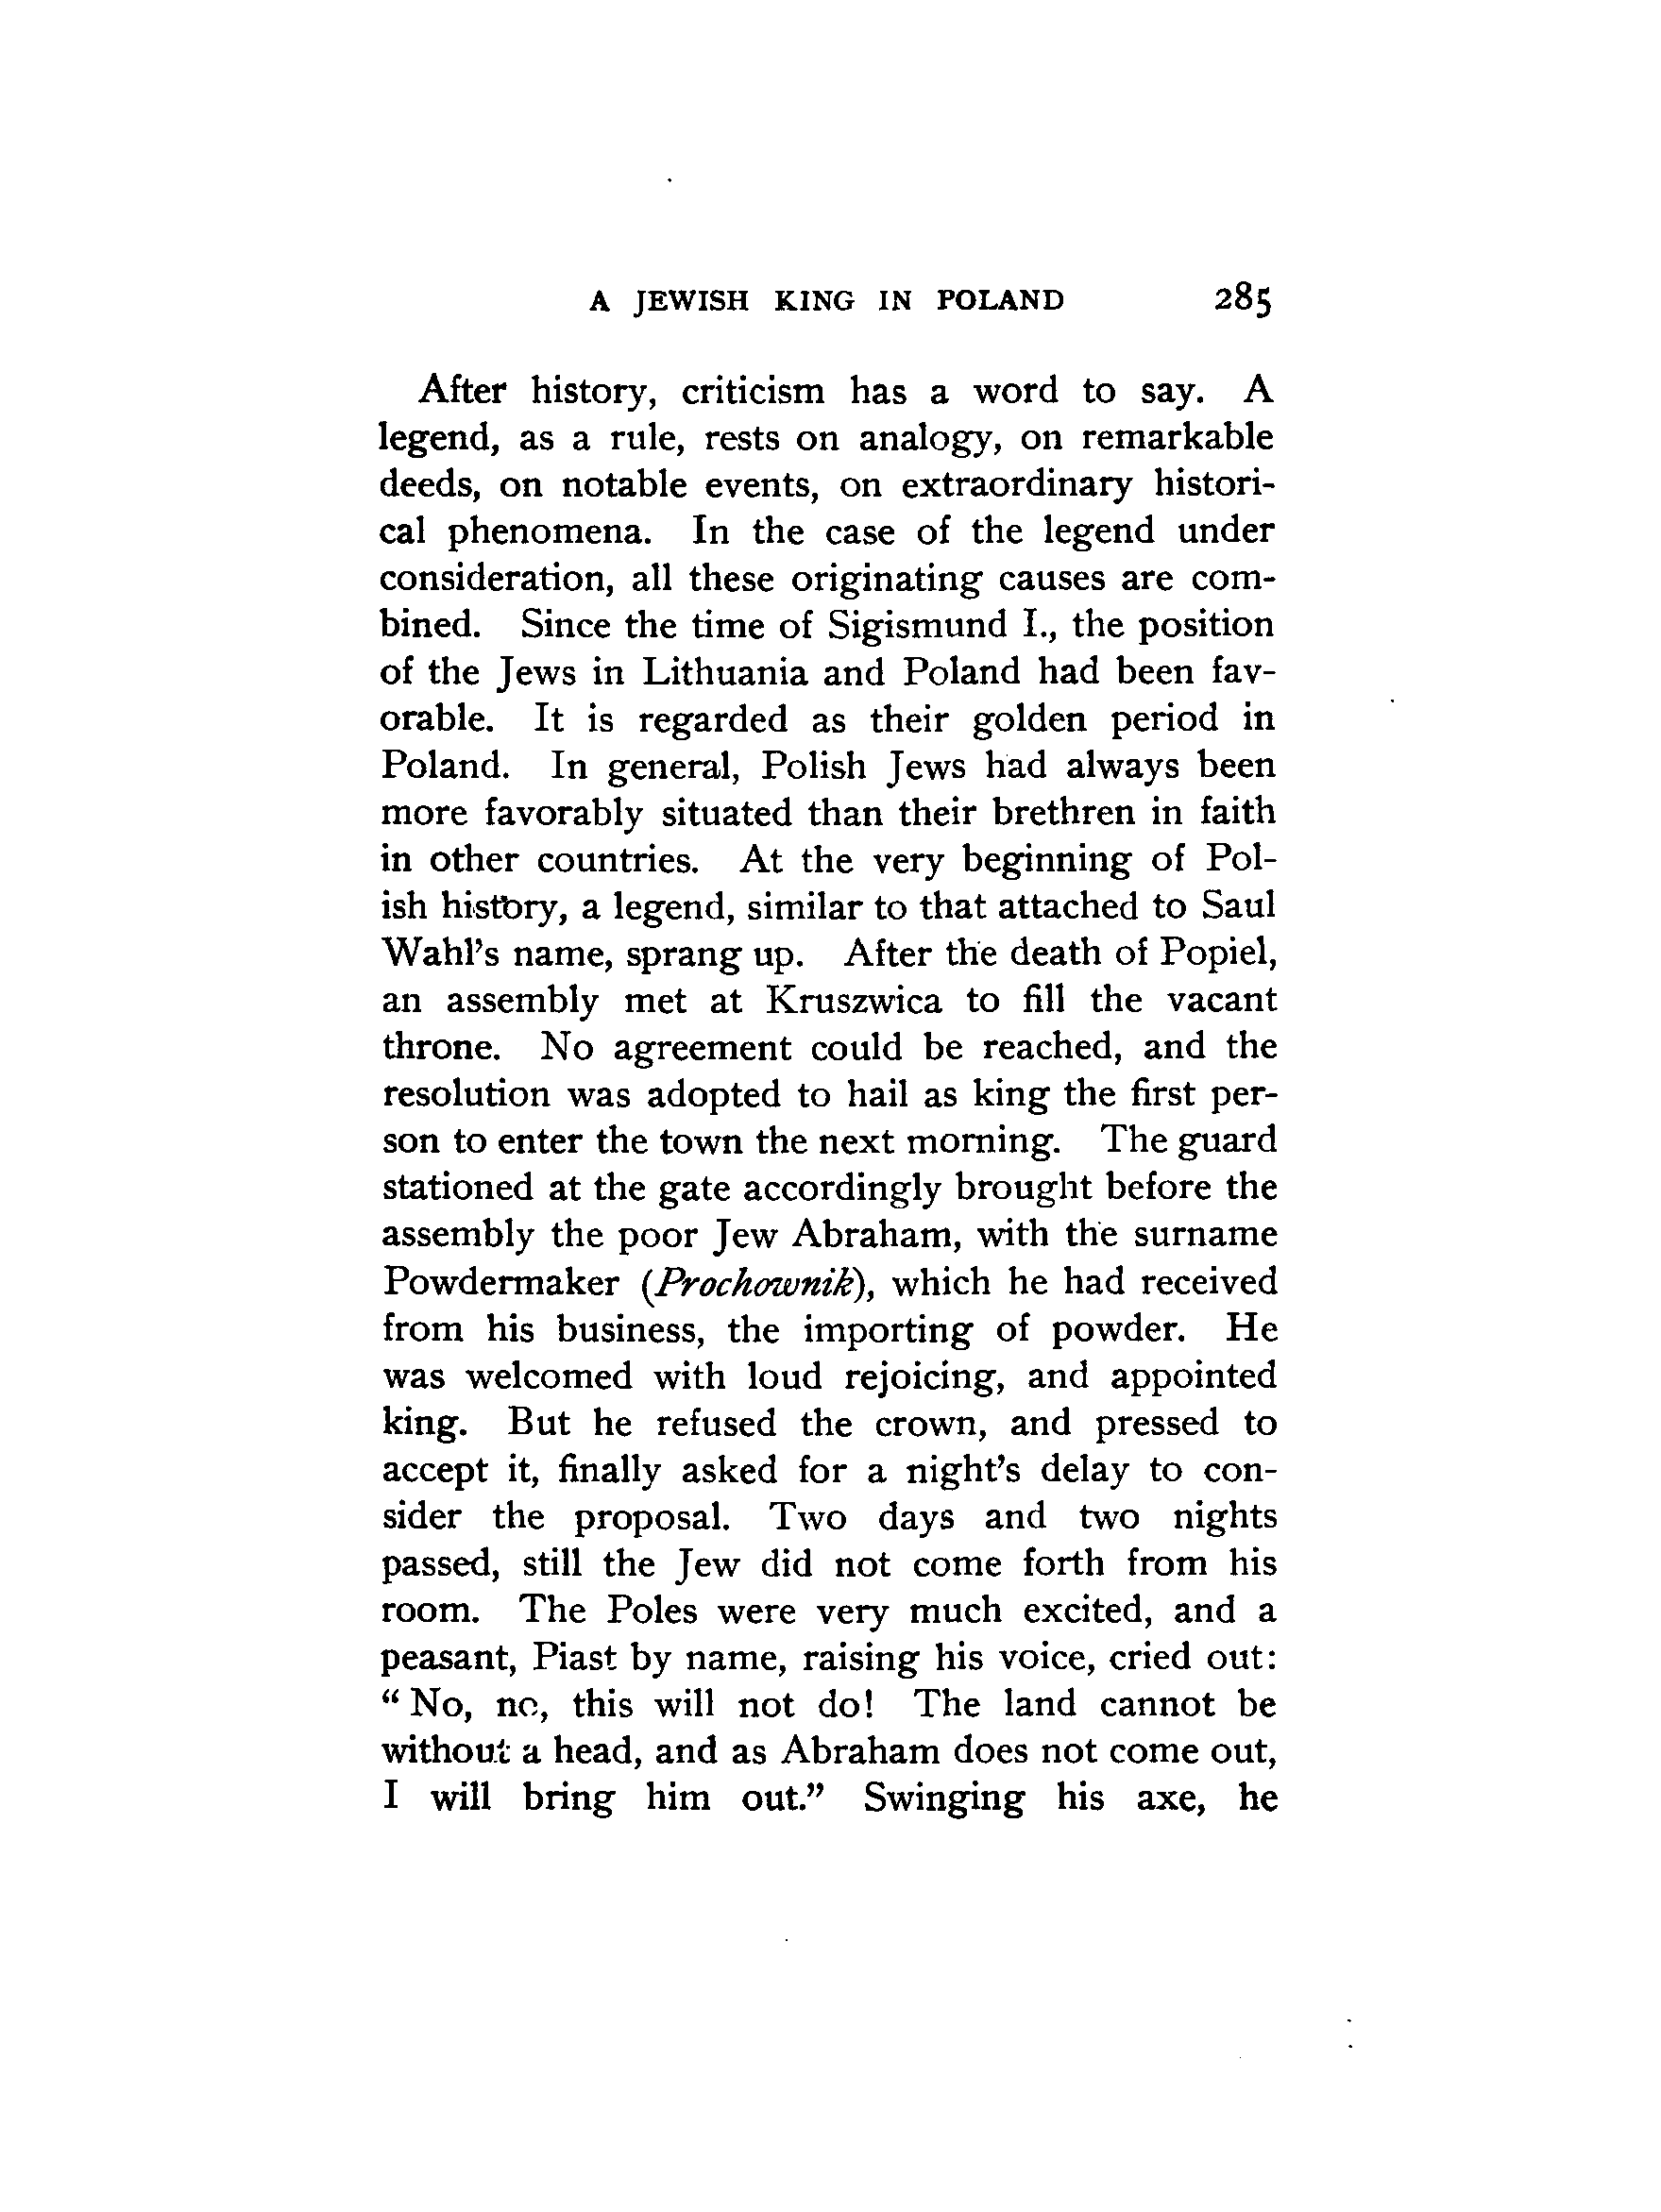 A JEWISH KING IN POLAND 285
After history, criticism has a word to say. A
legend, as a rule, rests on analogy, on remarkable
deeds, on notable events, on extraordinary histori-
cal phenomena. In the case of the legend under
consideration, all these originating causes are com-
bined. Since the time of Sigismund I., the position
of the Jews in Lithuania and Poland had been fav-
orable. It is regarded as their golden period in
Poland. In general, Polish Jews had always been
more favorably situated than their brethren in faith
in other countries. At the very beginning of Pol-
ish history, a legend, similar to that attached to Saul
Wahl's name, sprang up. After the death of Popiel,
an assembly met at Kruszwica to fill the vacant
throne. No agreement could be reached, and the
resolution was adopted to hail as king the first per-
son to enter the town the next morning. The guard
stationed at the gate accordingly brought before the
assembly the poor Jew Abraham, with the surname
Powdermaker (Prochownik), which he had received
from his business, the importing of powder. He
was welcomed with loud rejoicing, and appointed
king. But he refused the crown, and pressed to
accept it, finally asked for a night's delay to con-
sider the proposal. Two days and two nights
passed, still the Jew did not come forth from his
room. The Poles were very much excited, and a
peasant, Piast by name, raising his voice, cried out:
“No, no, this will not do! The land cannot be
without a head, and as Abraham does not come out,
I will bring him out.” Swinging his axe, he